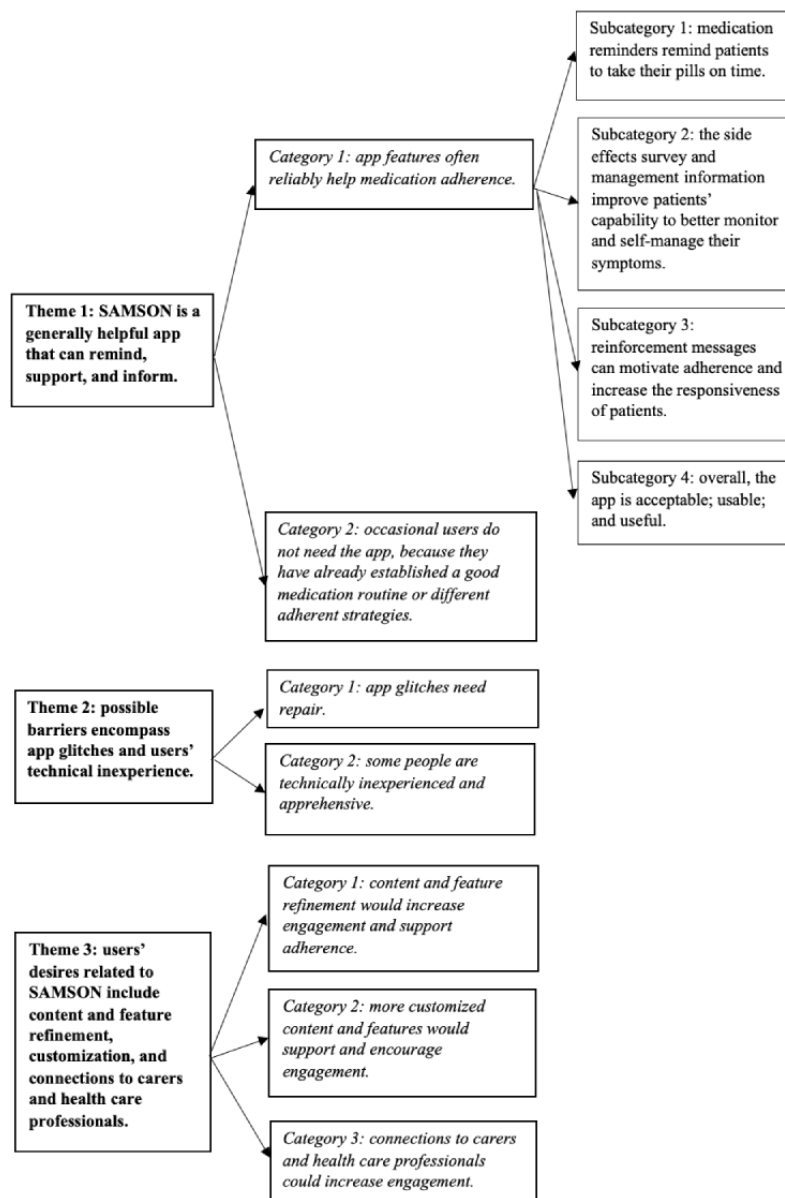 Theme 1: SAMSON is a
generally helpful app
that can remind,
support, and inform.
Category 1: app features often
reliably help medication adherence.
Subcategory 1: medication
reminders remind patients
to take their pills on time.
Subcategory 2: the side
effects survey and
management information
improve patients’
capability to better monitor
and self-manage their
symptoms.
Subcategory 3:
reinforcement messages
can motivate adherence and
increase the responsiveness
of patients.
Subcategory 4: overall, the
app is acceptable; usable;
and useful.
Category 2: occasional users do
not need the app, because they
have already established a good
medication routine or different
adherent strategies.
Theme 2: possible
barriers encompass
app glitches and users’
technical inexperience.
Category 1: app glitches need
repair.
Category 2: some people are
technically inexperienced and
apprehensive.
Theme 3: users’
desires related to
SAMSON include
content and feature
refinement,
customization, and
connections to carers
and health care
professionals.
Category 1: content and feature
refinement would increase
engagement and support
adherence.
Category 2: more customized
content and features would
support and encourage
engagement.
Category 3: connections to carers
and health care professionals
could increase engagement.